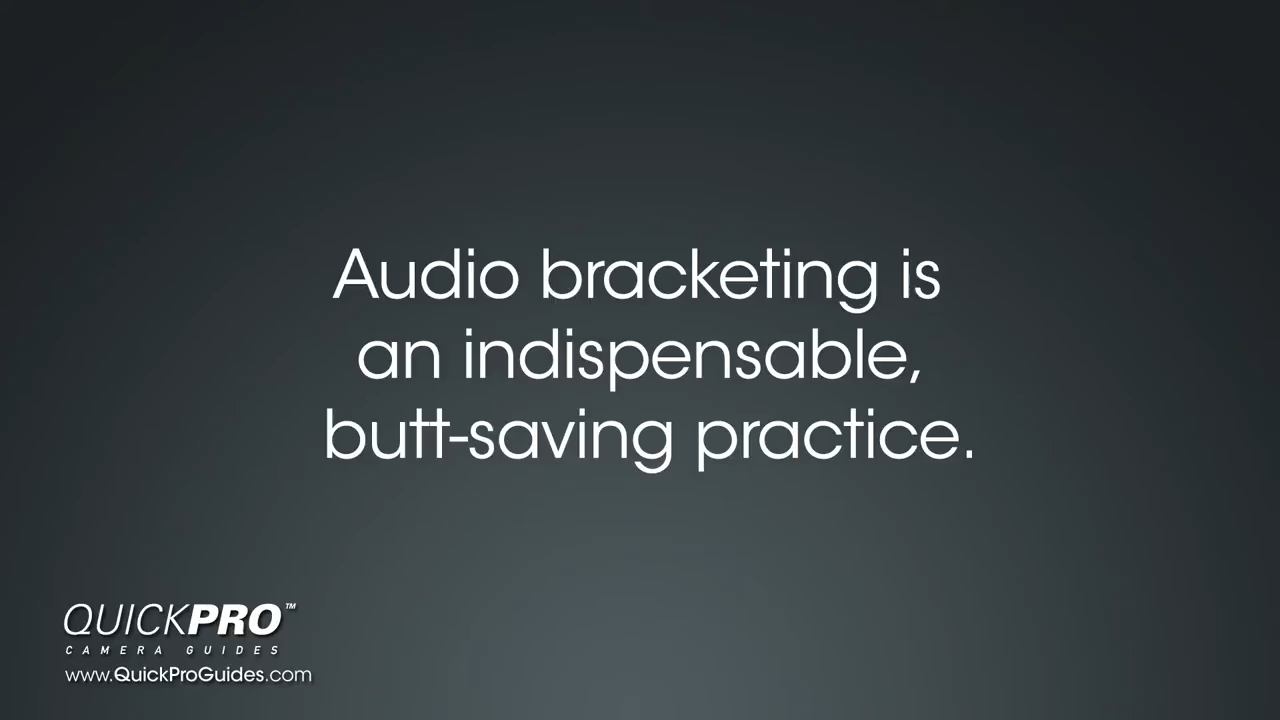 Audio bracketing is
an indispensable,
butt-saving practice.
QUICKPRO™
CAMERA GUIDES
www.QuickProGuides.com